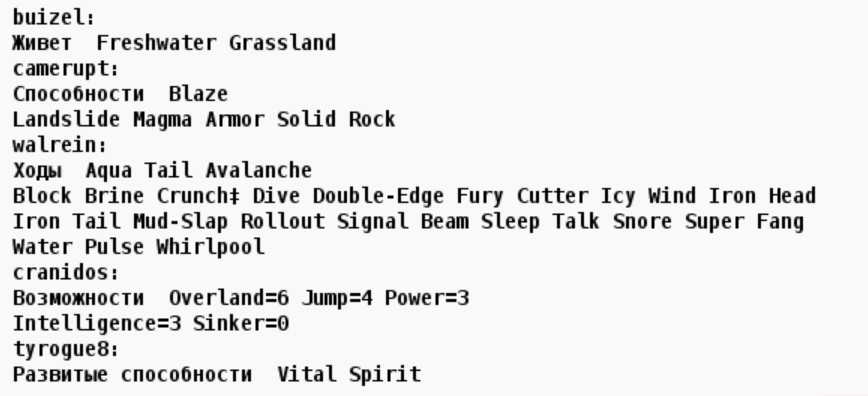 buizel:
Живет  Freshwater Grassland
camerupt:
Способности  Blaze
Landslide Magma Armor Solid Rock
walrein:
Ходы  Aqua Tail Avalanche
Block Brine Crunch‡ Dive Double-Edge Fury Cutter Icy Wind Iron Head
Iron Tail Mud-Slap Rollout Signal Beam Sleep Talk Snore Super Fang
Water Pulse Whirlpool
cranidos:
Возможности  Overland=6 Jump=4 Power=3
Intelligence=3 Sinker=0
tyrogue8:
Развитые способности  Vital Spirit